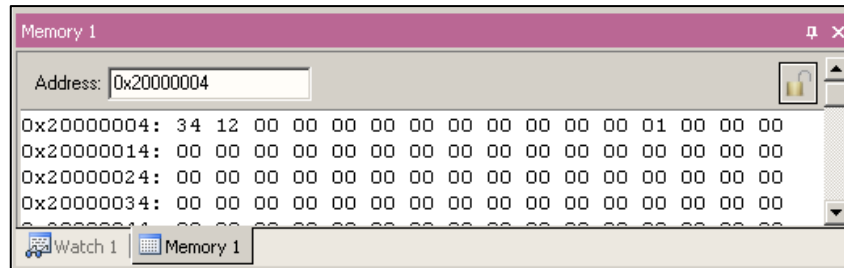 Memory 1
Address: 0x20000004
0x20000004: 34 12 00 00 00 00 00 00 00 00 00 00 01 00 00 00
0x20000014: 00 00 00 00 00 00 00 00 00 00 00 00 00 00 00 00
0x20000024: 00 00 00 00 00 00 00 00 00 00 00 00 00 00 00 00
0x20000034: 00 00 00 00 00 00 00 00 00 00 00 00 00 00 00 00
Watch 1 Memory 1